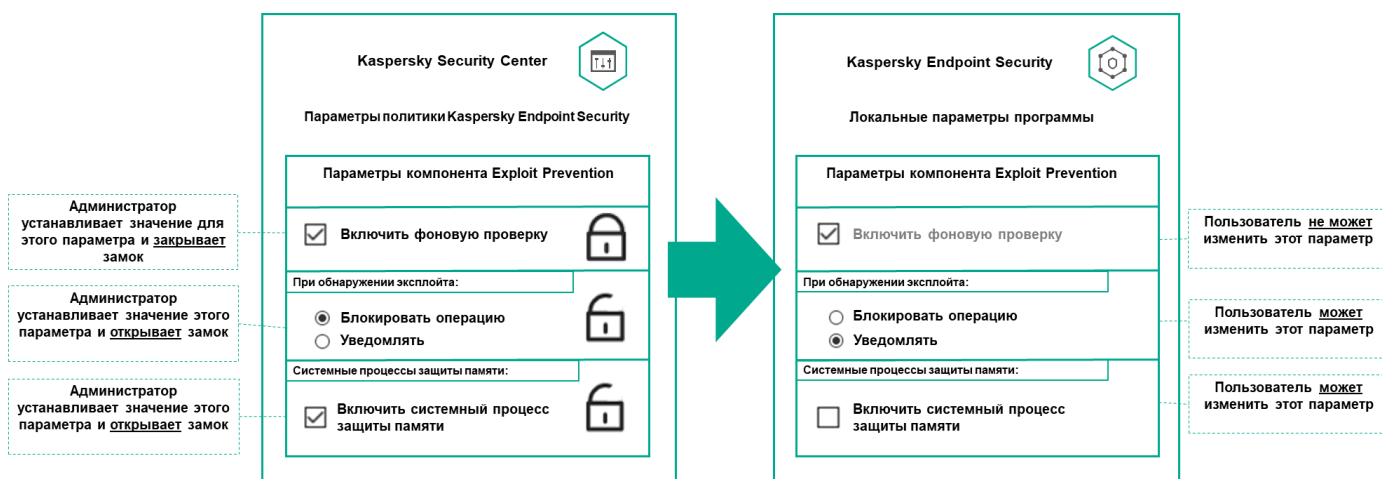 Kaspersky Security Center
Параметры политики Kaspersky Endpoint Security
Параметры компонента Exploit Prevention
Администратор
устанавливает значение для
этого параметра и закрывает
замок
Включить фоновую проверку
При обнаружении эксплойта:
Администратор
устанавливает значение этого
параметра и открывает замок
Блокировать операцию
Уведомлять
Системные процессы защиты памяти:
Администратор
устанавливает значение этого
параметра и открывает замок
Включить системный процесс
защиты памяти
Kaspersky Endpoint Security
Локальные параметры программы
Параметры компонента Exploit Prevention
Включить фоновую проверку
Пользователь не может
изменить этот параметр
При обнаружении эксплойта:
Блокировать операцию
Уведомлять
Пользователь может
изменить этот параметр
Системные процессы защиты памяти:
Включить системный процесс
защиты памяти
Пользователь может
изменить этот параметр